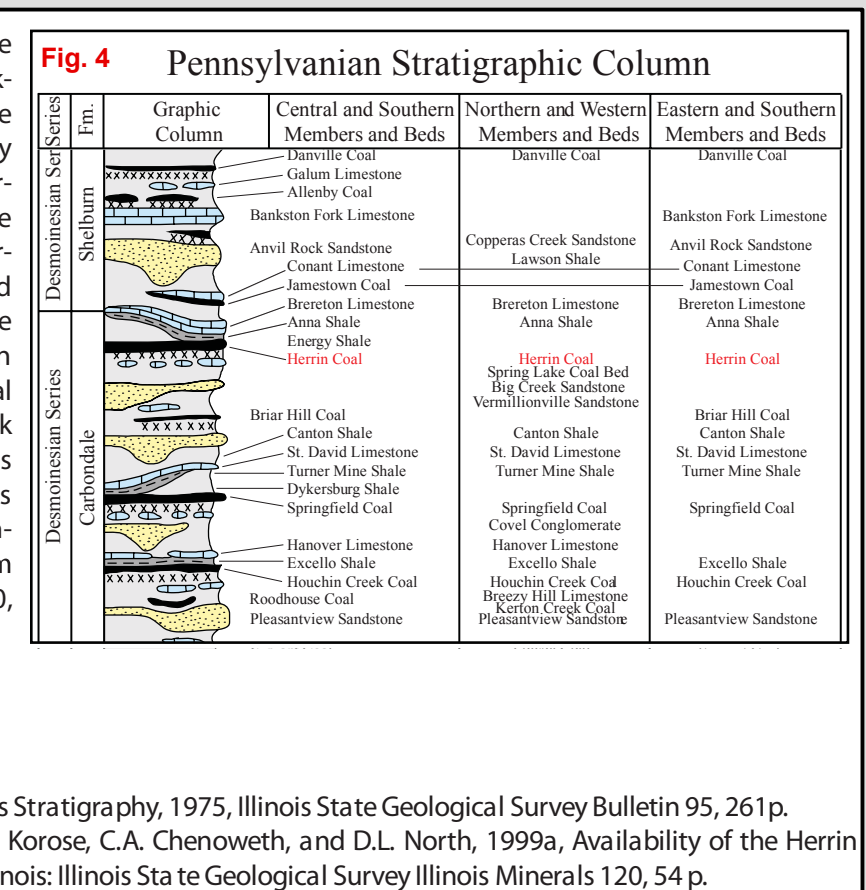 e
k-
e
y
r-
e
r-
d
e
n
al
k
s
s
n-
m
0,
Fig. 4
Pennsylvanian Stratigraphic Column
Series
Fm.
Graphic Column
Central and Southern Members and Beds
Northern and Western Members and Beds
Eastern and Southern Members and Beds
Desmoinesian Ser
Shelburn
Desmoinesian Series
Carbondale
Danville Coal
Galum Limestone
Allenby Coal
Bankston Fork Limestone
Anvil Rock Sandstone
Conant Limestone
Jamestown Coal
Brereton Limestone
Anna Shale
Energy Shale
Herrin Coal
Briar Hill Coal
Canton Shale
St. David Limestone
Turner Mine Shale
Dykersburg Shale
Springfield Coal
Hanover Limestone
Excello Shale
Houchin Creek Coal
Roodhouse Coal
Pleasantview Sandstone
Danville Coal
Copperas Creek Sandstone
Lawson Shale
Brereton Limestone
Anna Shale
Herrin Coal
Spring Lake Coal Bed
Big Creek Sandstone
Vermillionville Sandstone
Canton Shale
St. David Limestone
Turner Mine Shale
Springfield Coal
Covel Conglomerate
Hanover Limestone
Excello Shale
Houchin Creek Coal
Breezy Hill Limestone
Kerton Creek Coal
Pleasantview Sandstone
Danville Coal
Bankston Fork Limestone
Anvil Rock Sandstone
Conant Limestone
Jamestown Coal
Brereton Limestone
Anna Shale
Herrin Coal
Briar Hill Coal
Canton Shale
St. David Limestone
Turner Mine Shale
Springfield Coal
Excello Shale
Houchin Creek Coal
Pleasantview Sandstone
s Stratigraphy, 1975, Illinois State Geological Survey Bulletin 95, 261p.
Korose, C.A. Chenoweth, and D.L. North, 1999a, Availability of the Herrin
inois: Illinois State Geological Survey Illinois Minerals 120, 54 p.